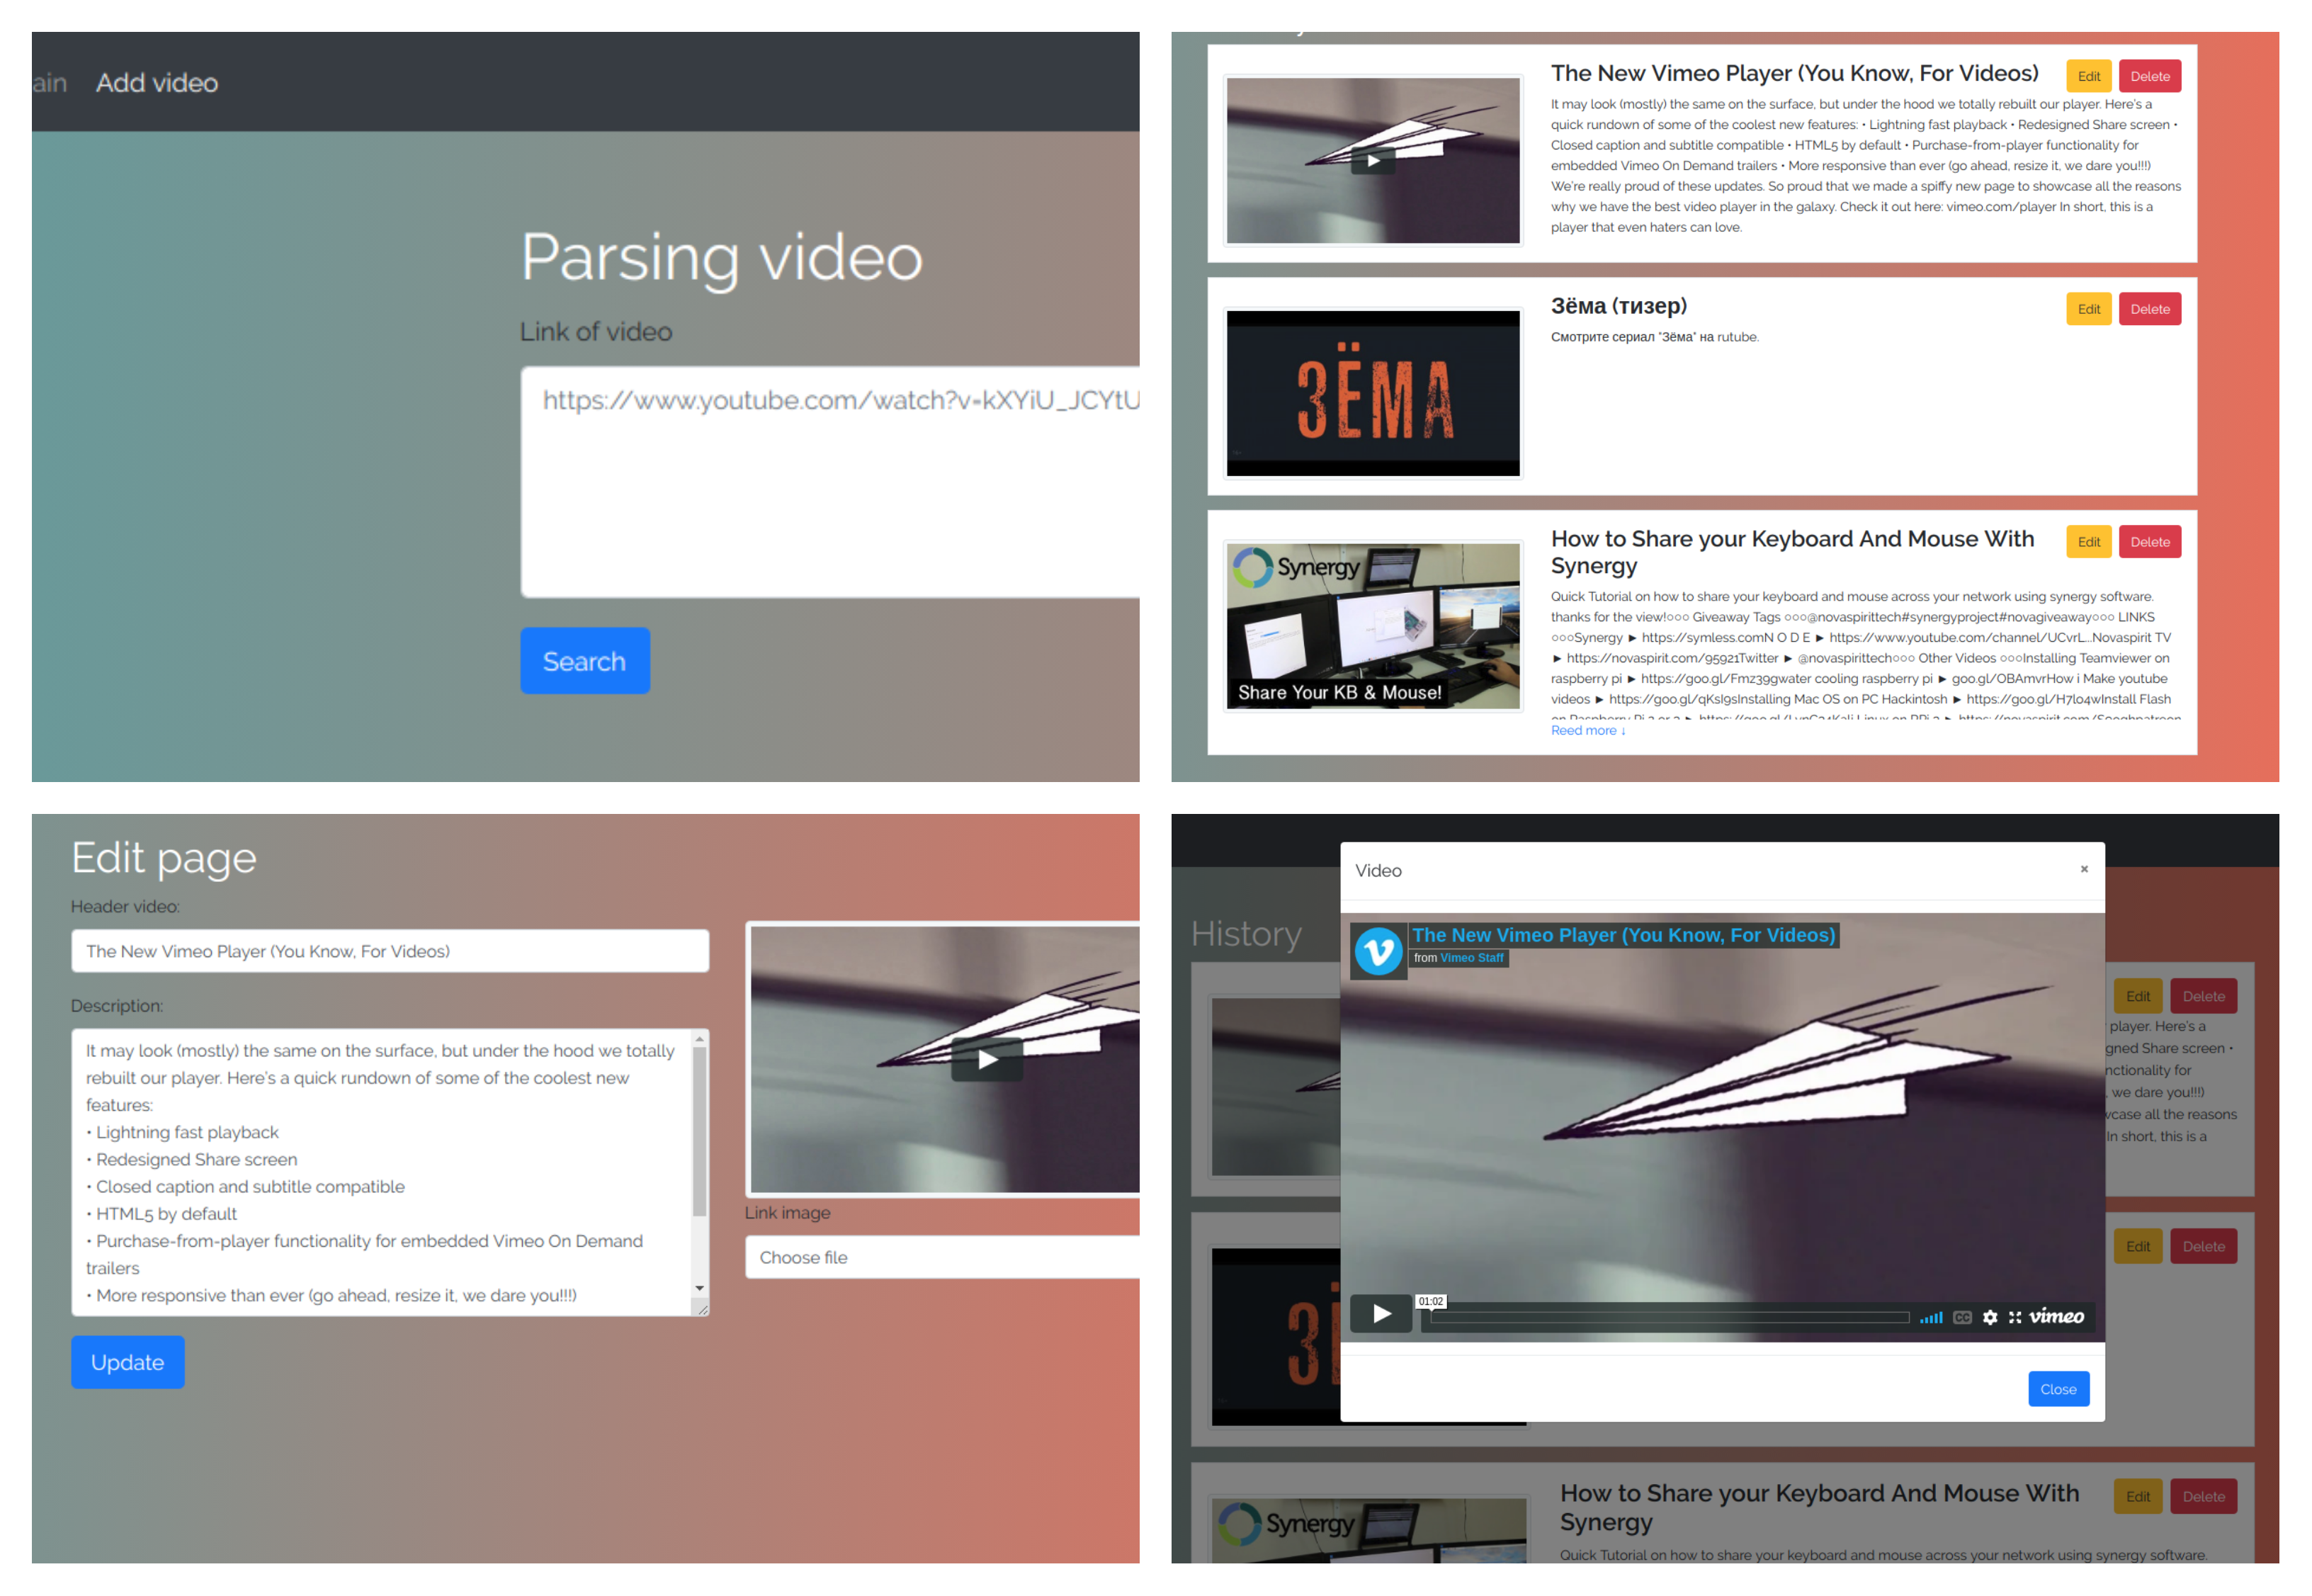 ain Add video
Parsing video
Link of video
https://www.youtube.com/watch?v=kXYiU_JCYtU
Search
The New Vimeo Player (You Know, For Videos)
Edit
Delete
It may look (mostly) the same on the surface, but under the hood we totally rebuilt our player. Here's a
quick rundown of some of the coolest new features: • Lightning fast playback • Redesigned Share screen •
Closed caption and subtitle compatible • HTML5 by default • Purchase-from-player functionality for
embedded Vimeo On Demand trailers • More responsive than ever (go ahead, resize it, we dare you!!!)
We're really proud of these updates. So proud that we made a spiffy new page to showcase all the reasons
why we have the best video player in the galaxy. Check it out here: vimeo.com/player In short, this is a
player that even haters can love.
ЗЁМА
Зёма (тизер)
Edit
Delete
Смотрите сериал "Зёма" на rutube.
Synergy
Share Your KB & Mouse!
How to Share your Keyboard And Mouse With
Synergy
Edit
Delete
Quick Tutorial on how to share your keyboard and mouse across your network using synergy software.
thanks for the view!○○○ Giveaway Tags ○○○@novaspirittech#synergyproject#novagiveaway○○○ LINKS
○○○Synergy ► https://symless.comN O D E ► https://www.youtube.com/channel/UCvrL...Novaspirit TV
► https://novaspirit.com/95921Twitter ► @novaspirittech○○○ Other Videos ○○○Installing Teamviewer on
raspberry pi ► https://goo.gl/Fmz39gwater cooling raspberry pi ► goo.gl/OBAmvrHow i Make youtube
videos ► https://goo.gl/qKsI9sInstalling Mac OS on PC Hackintosh ► https://goo.gl/H7lo4wInstall Flash
Reed more ↓
Edit page
Header video:
The New Vimeo Player (You Know, For Videos)
Description:
It may look (mostly) the same on the surface, but under the hood we totally
rebuilt our player. Here's a quick rundown of some of the coolest new
features:
• Lightning fast playback
• Redesigned Share screen
• Closed caption and subtitle compatible
• HTML5 by default
• Purchase-from-player functionality for embedded Vimeo On Demand
trailers
• More responsive than ever (go ahead, resize it, we dare you!!!)
Update
Link image
Choose file
Video
×
History
The New Vimeo Player (You Know, For Videos)
from Vimeo Staff
01:02
CC
vimeo
Close
Edit
Delete
player. Here's a
gned Share screen •
nctionality for
, we dare you!!!)
wcase all the reasons
In short, this is a
Edit
Delete
Synergy
How to Share your Keyboard And Mouse With
Synergy
Edit
Delete
Quick Tutorial on how to share your keyboard and mouse across your network using synergy software.